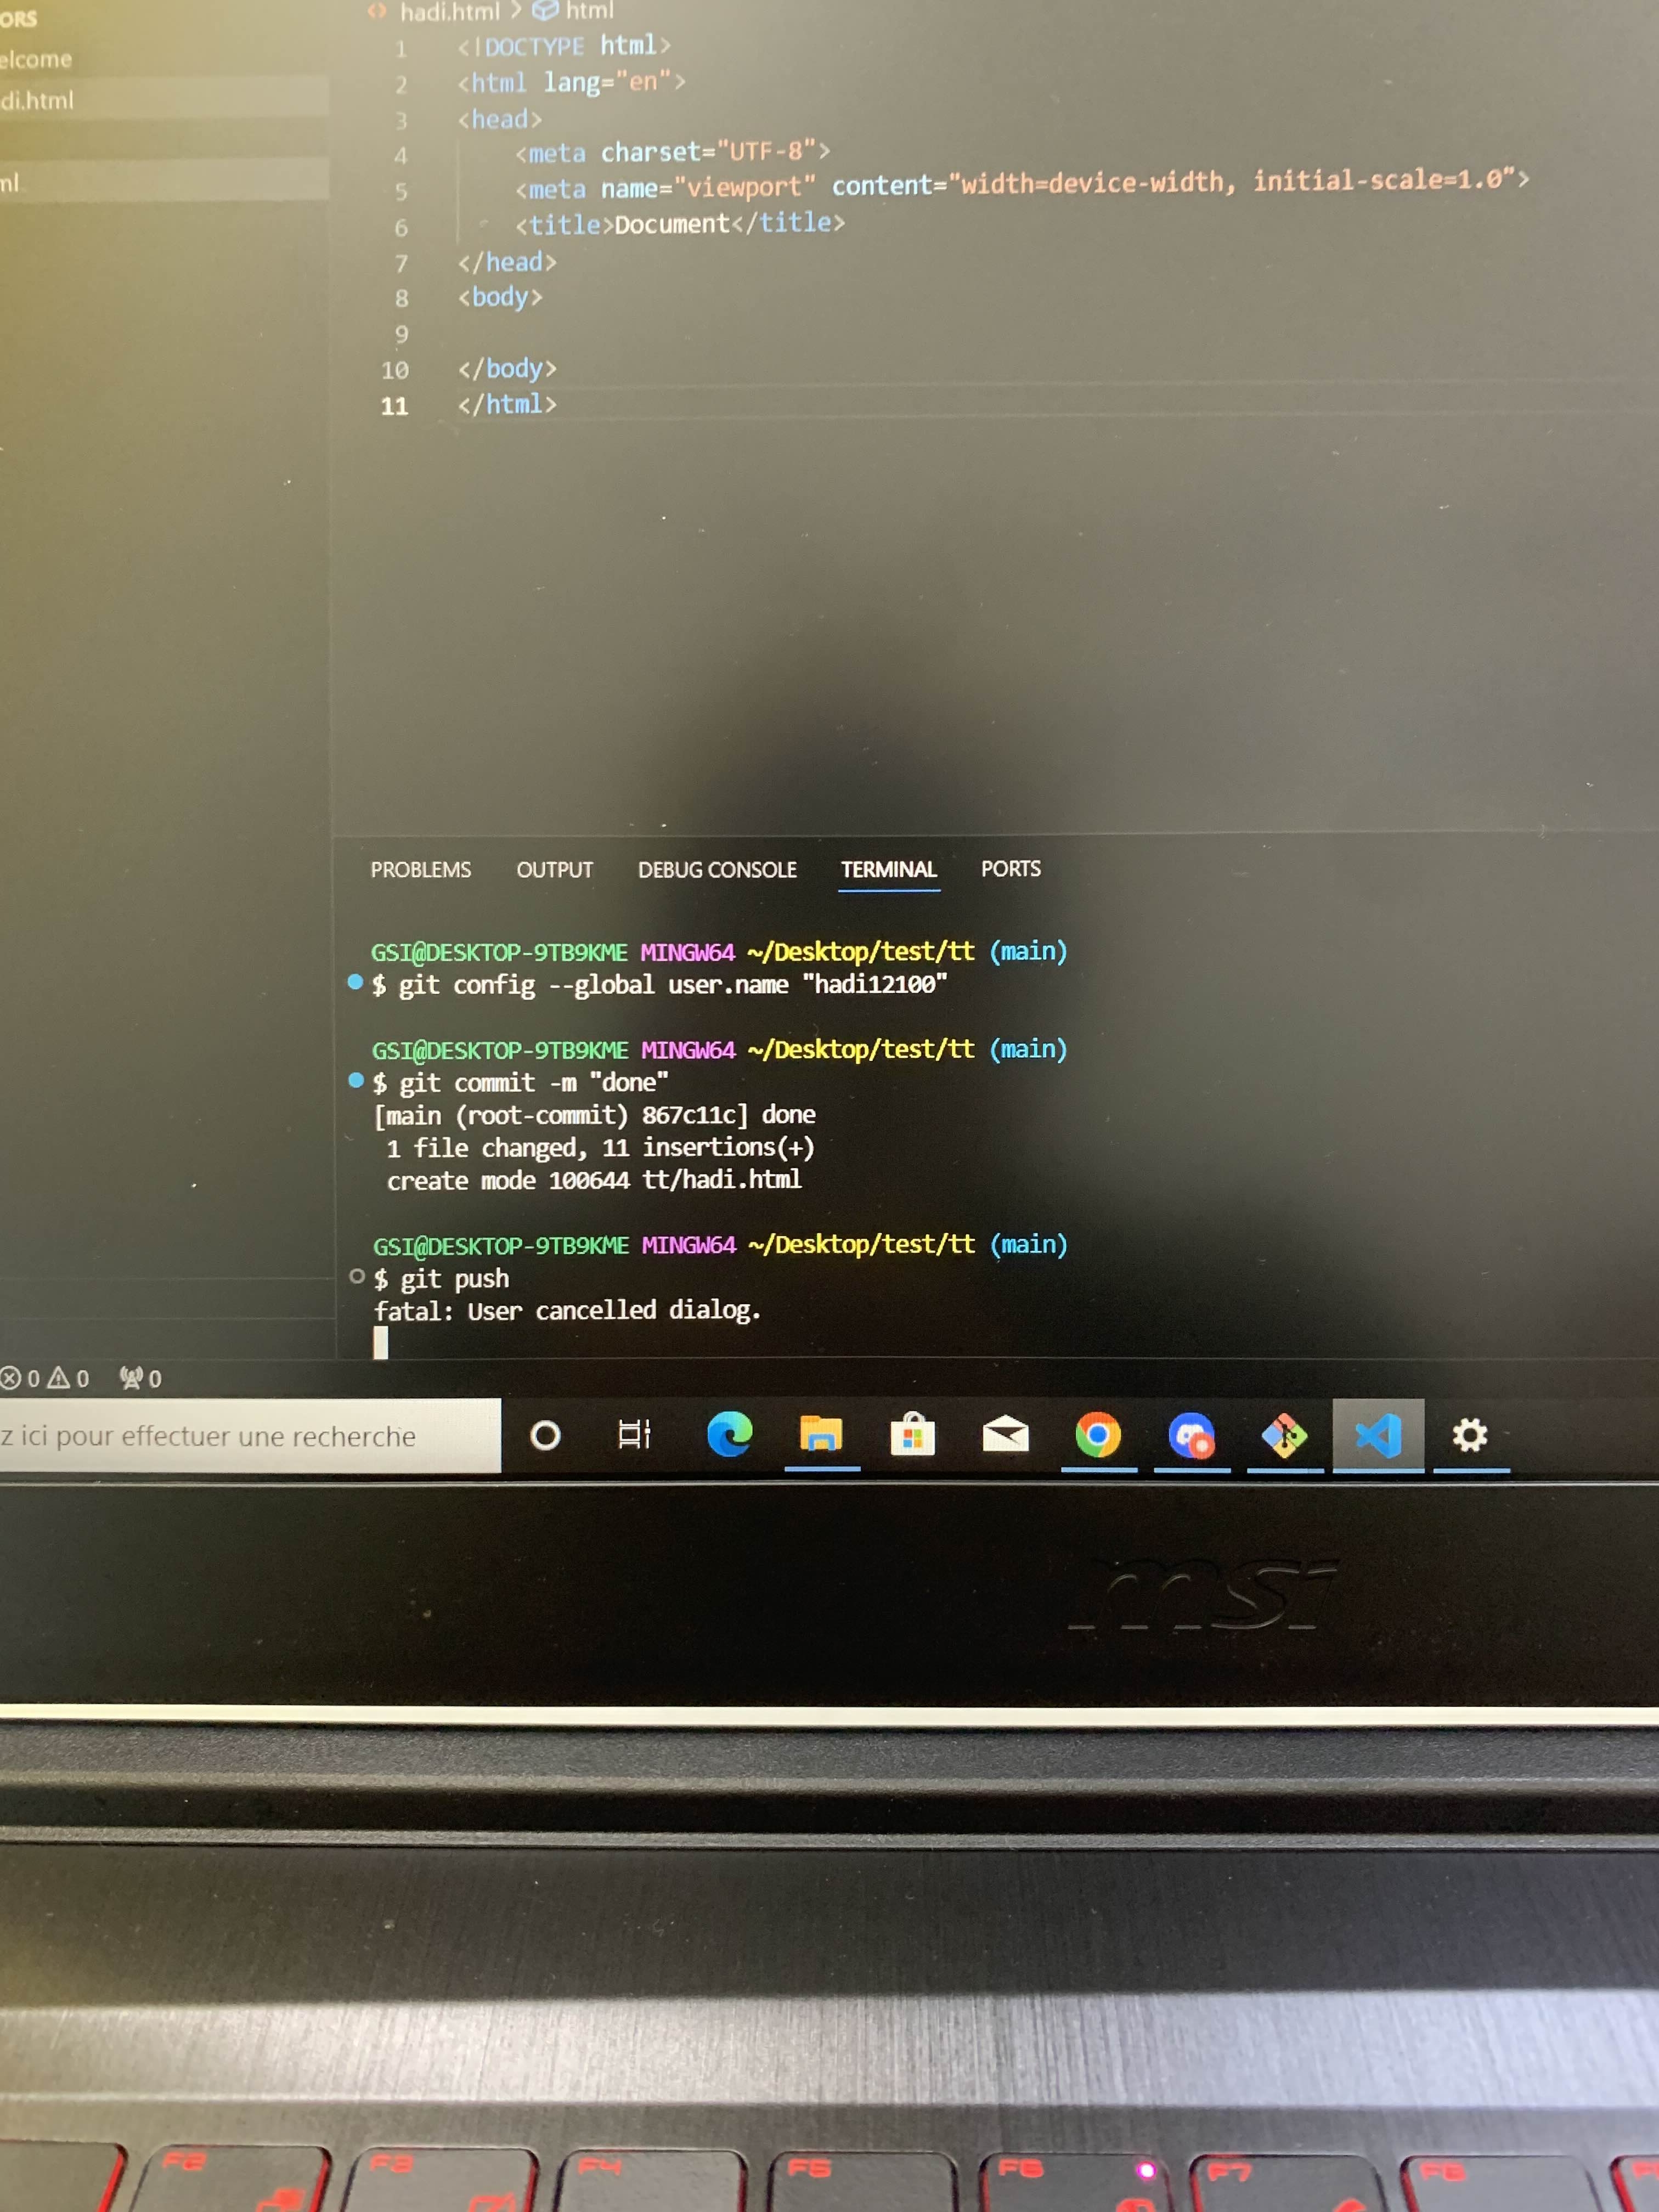 ORS
elcome
di.html
ml
hadi.html > html
1 <!DOCTYPE html>
2 <html lang="en">
3 <head>
4 <meta charset="UTF-8">
5 <meta name="viewport" content="width=device-width, initial-scale=1.0">
6 <title>Document</title>
7 </head>
8 <body>
9
10 </body>
11 </html>
PROBLEMS OUTPUT DEBUG CONSOLE TERMINAL PORTS
GSI@DESKTOP-9TB9KME MINGW64 ~/Desktop/test/tt (main)
$ git config --global user.name "hadi12100"
GSI@DESKTOP-9TB9KME MINGW64 ~/Desktop/test/tt (main)
$ git commit -m "done"
[main (root-commit) 867c11c] done
1 file changed, 11 insertions(+)
create mode 100644 tt/hadi.html
GSI@DESKTOP-9TB9KME MINGW64 ~/Desktop/test/tt (main)
$ git push
fatal: User cancelled dialog.
0 0 0
z ici pour effectuer une recherche
msi
F2 F3 F4 F5 F6 F7 F8